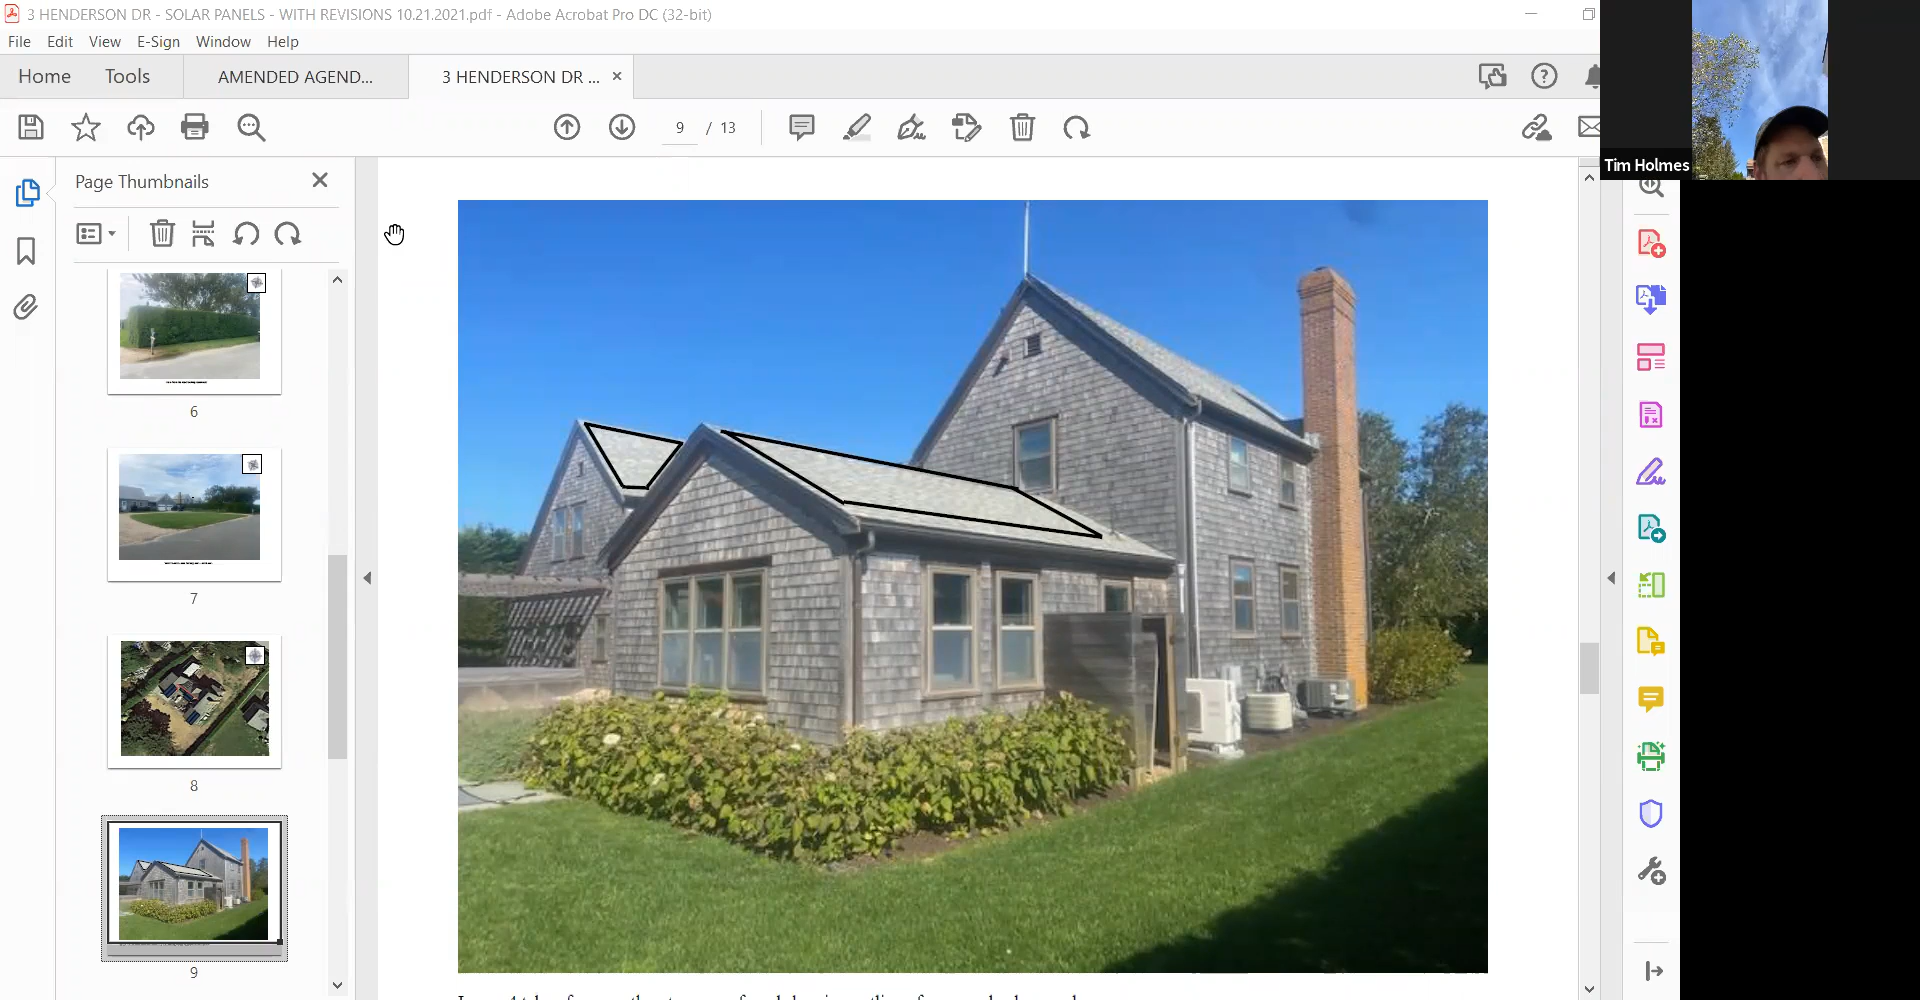 3 HENDERSON DR - SOLAR PANELS - WITH REVISIONS 10.21.2021.pdf - Adobe Acrobat Pro DC (32-bit)
File Edit View E-Sign Window Help
Home Tools AMENDED AGEND... 3 HENDERSON DR ... ×
9 / 13
Tim Holmes
Page Thumbnails
6
7
8
9